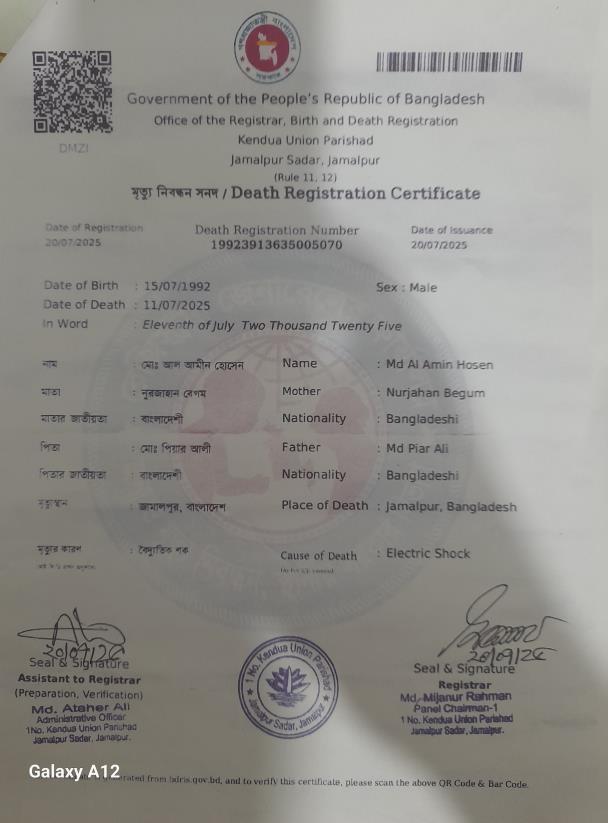 গণপ্রজাতন্ত্রী বাংলাদেশ
সরকার
DMZI
Government of the People's Republic of Bangladesh
Office of the Registrar, Birth and Death Registration
Kendua Union Parishad
Jamalpur Sadar, Jamalpur
(Rule 11, 12)
মৃত্যু নিবন্ধন সনদ / Death Registration Certificate
Date of Registration
20/07/2025
Death Registration Number
19923913635005070
Date of Issuance
20/07/2025
Date of Birth : 15/07/1992 Sex : Male
Date of Death : 11/07/2025
In Word : Eleventh of July Two Thousand Twenty Five
নাম : মোঃ আল আমীন হোসেন Name : Md Al Amin Hosen
মাতা : নুরজাহান বেগম Mother : Nurjahan Begum
মাতার জাতীয়তা : বাংলাদেশী Nationality : Bangladeshi
পিতা : মোঃ পিয়ার আলী Father : Md Piar Ali
পিতার জাতীয়তা : বাংলাদেশী Nationality : Bangladeshi
মৃত্যুস্থান : জামালপুর, বাংলাদেশ Place of Death : Jamalpur, Bangladesh
মৃত্যুর কারণ : বৈদ্যুতিক শক Cause of Death : Electric Shock
Seal & Signature
Assistant to Registrar
(Preparation, Verification)
Md. Ataher Ali
Administrative Officer
1No. Kendua Union Parishad
Jamalpur Sadar, Jamalpur.
1 No. Kendua Union Parishad
Jamalpur Sadar, Jamalpur
20/07/25
Seal & Signature
Registrar
Md. Mijanur Rahman
Panel Chairman-1
1 No. Kendua Union Parishad
Jamalpur Sadar, Jamalpur.
Galaxy A12
generated from bdris.gov.bd, and to verify this certificate, please scan the above QR Code & Bar Code.